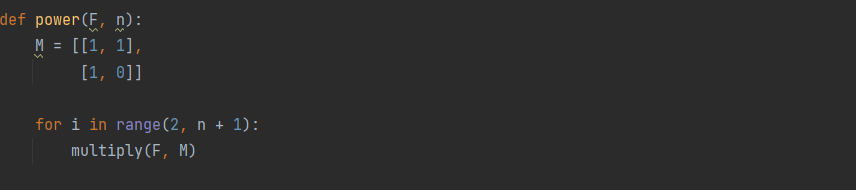 def power(F, n):
    M = [[1, 1],
         [1, 0]]

    for i in range(2, n + 1):
        multiply(F, M)